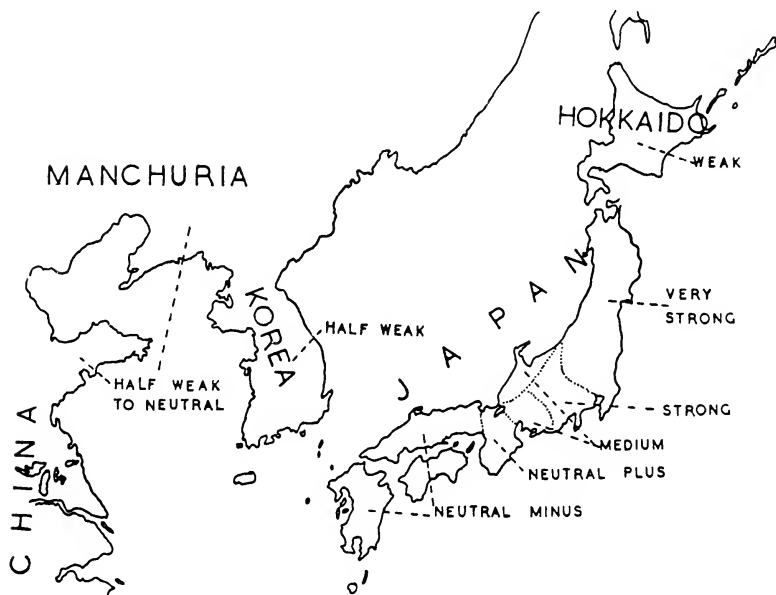 HOKKAIDO
WEAK
MANCHURIA
JAPAN
VERY
STRONG
KOREA
HALF WEAK
HALF WEAK
TO NEUTRAL
STRONG
MEDIUM
NEUTRAL PLUS
NEUTRAL MINUS
CHINA